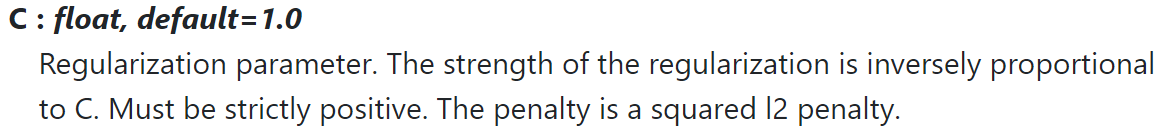 C : float, default=1.0
Regularization parameter. The strength of the regularization is inversely proportional
to C. Must be strictly positive. The penalty is a squared l2 penalty.